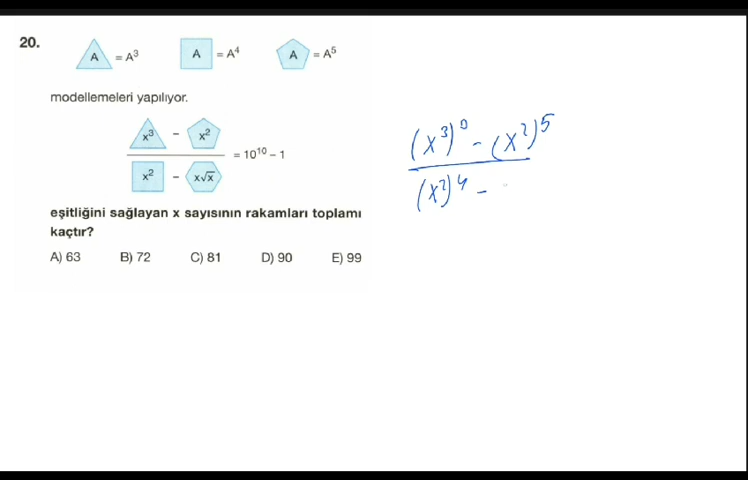 20.
A = A³ A = A⁴ A = A⁵
modellemeleri yapılıyor.
x³ - x²
x² - x√x
= 10¹⁰ - 1
eşitliğini sağlayan x sayısının rakamları toplamı
kaçtır?
A) 63 B) 72 C) 81 D) 90 E) 99
(x³)⁰ - (x²)⁵
(x²)⁴ -